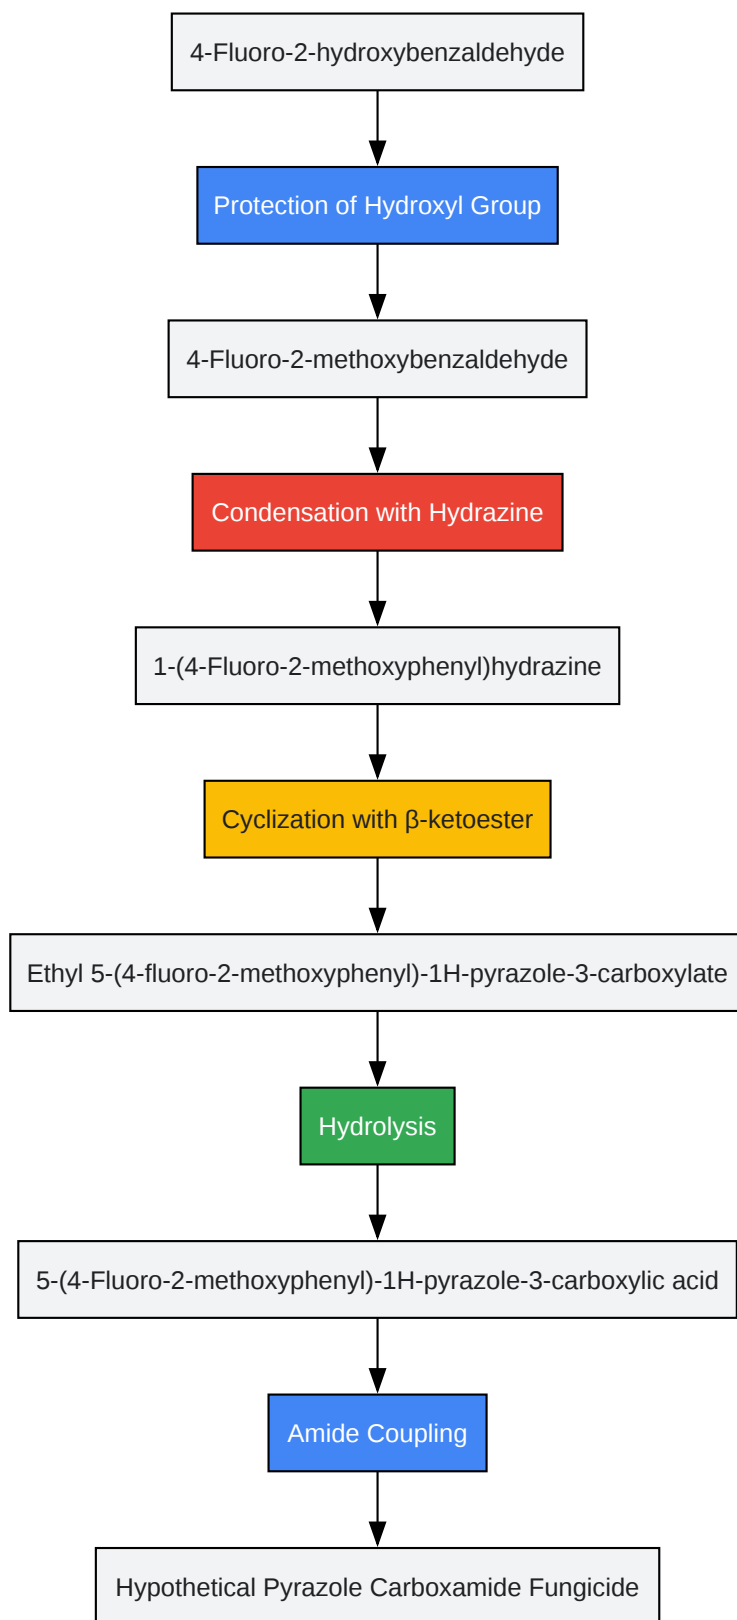 4-Fluoro-2-hydroxybenzaldehyde
Protection of Hydroxyl Group
4-Fluoro-2-methoxybenzaldehyde
Condensation with Hydrazine
1-(4-Fluoro-2-methoxyphenyl)hydrazine
Cyclization with β-ketoester
Ethyl 5-(4-fluoro-2-methoxyphenyl)-1H-pyrazole-3-carboxylate
Hydrolysis
5-(4-Fluoro-2-methoxyphenyl)-1H-pyrazole-3-carboxylic acid
Amide Coupling
Hypothetical Pyrazole Carboxamide Fungicide